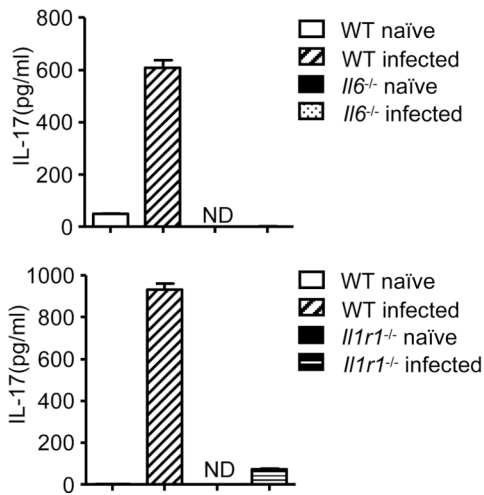 800
600
400
200
0
IL-17(pg/ml)
ND
WT naïve
WT infected
Il6-/- naïve
Il6-/- infected
1000
800
600
400
200
0
IL-17(pg/ml)
ND
WT naïve
WT infected
Il1r1-/- naïve
Il1r1-/- infected